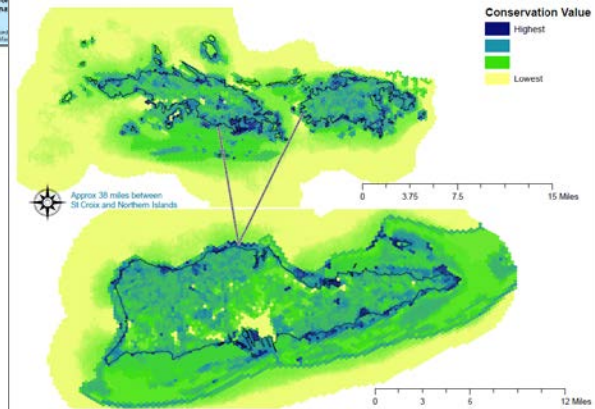 Conservation Value
Highest
Lowest
0 3.75 7.5 15 Miles
Approx 38 miles between
St Croix and Northern Islands
0 3 6 12 Miles